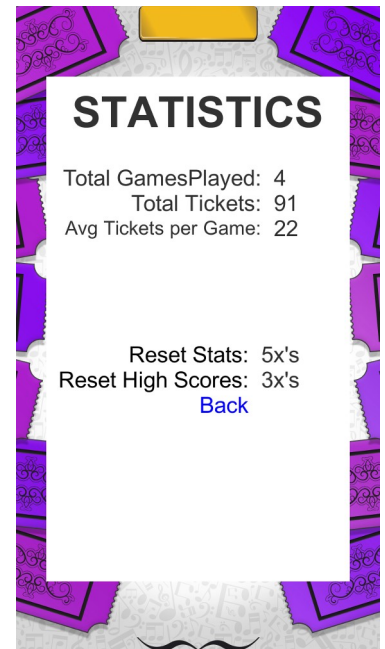 STATISTICS
Total GamesPlayed: 4
Total Tickets: 91
Avg Tickets per Game: 22
Reset Stats: 5x's
Reset High Scores: 3x's
Back